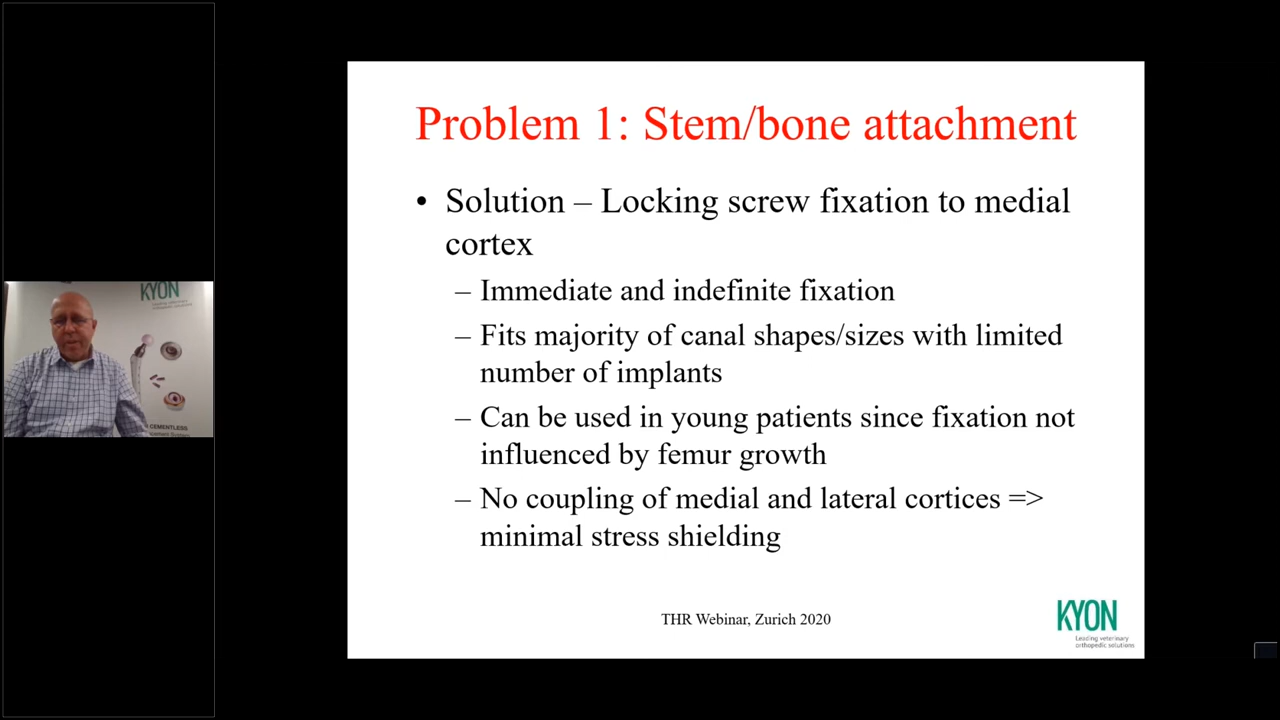 Problem 1: Stem/bone attachment
• Solution – Locking screw fixation to medial
cortex
– Immediate and indefinite fixation
– Fits majority of canal shapes/sizes with limited
number of implants
– Can be used in young patients since fixation not
influenced by femur growth
– No coupling of medial and lateral cortices =>
minimal stress shielding
THR Webinar, Zurich 2020
KYON
Leading veterinary
orthopedic solutions
KYON
CEMENTLESS